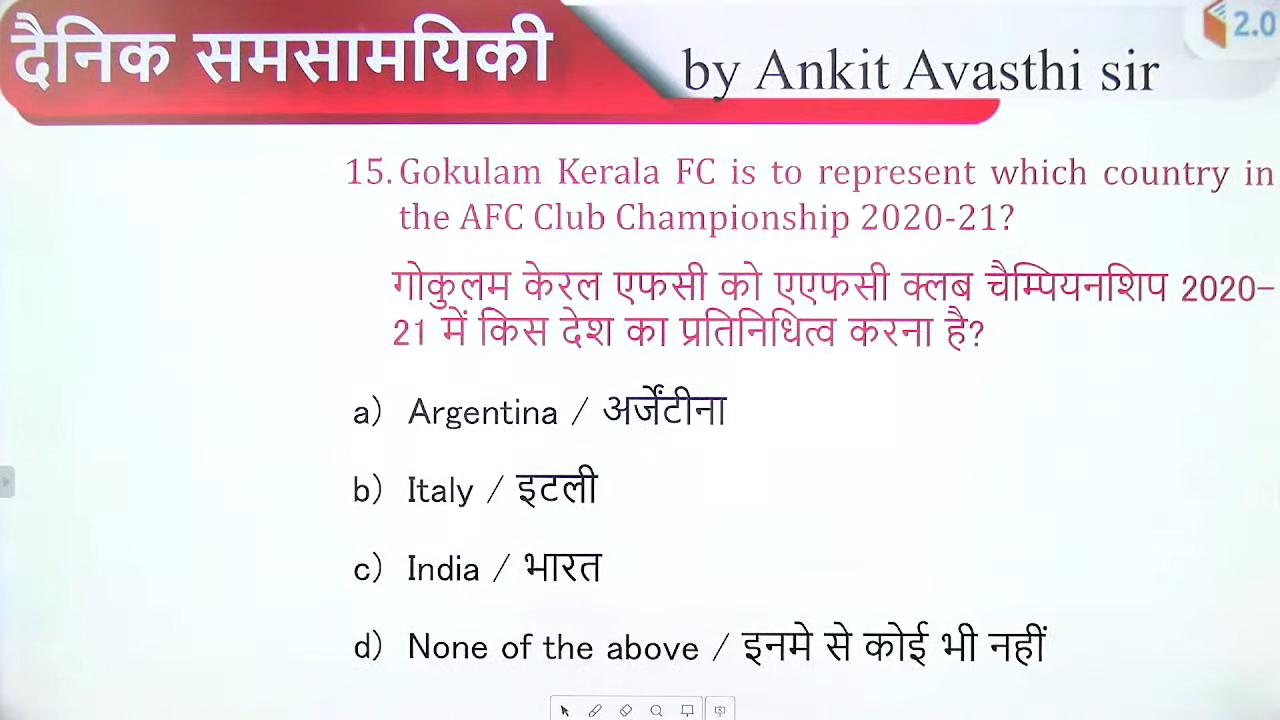 दैनिक समसामयिकी
by Ankit Avasthi sir
2.0
15. Gokulam Kerala FC is to represent which country in
the AFC Club Championship 2020-21?
गोकुलम केरल एफसी को एएफसी क्लब चैम्पियनशिप 2020-
21 में किस देश का प्रतिनिधित्व करना है?
a) Argentina / अर्जेंटीना
b) Italy / इटली
c) India / भारत
d) None of the above / इनमे से कोई भी नहीं